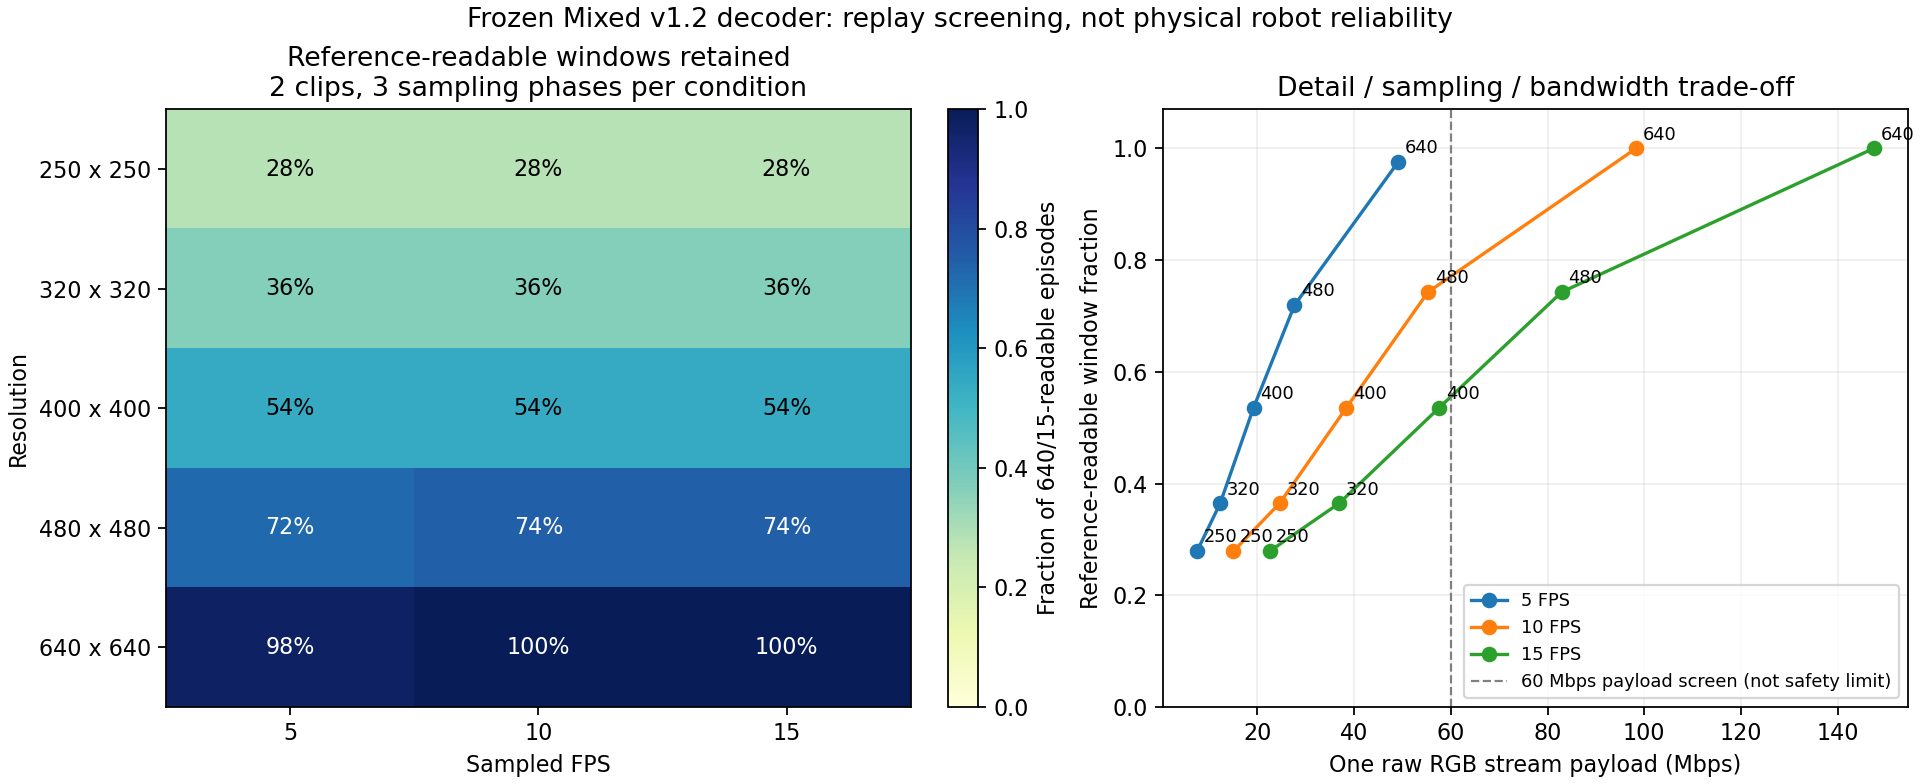 Frozen Mixed v1.2 decoder: replay screening, not physical robot reliability
Reference-readable windows retained
2 clips, 3 sampling phases per condition
Resolution
250 x 250
28%
28%
28%
320 x 320
36%
36%
36%
400 x 400
54%
54%
54%
480 x 480
72%
74%
74%
640 x 640
98%
100%
100%
5
10
15
Sampled FPS
1.0
0.8
0.6
0.4
0.2
0.0
Fraction of 640/15-readable episodes
Detail / sampling / bandwidth trade-off
Reference-readable window fraction
1.0
0.8
0.6
0.4
0.2
0.0
640
640
640
480
480
480
400
400
400
320
320
320
250
250
250
5 FPS
10 FPS
15 FPS
60 Mbps payload screen (not safety limit)
20
40
60
80
100
120
140
One raw RGB stream payload (Mbps)